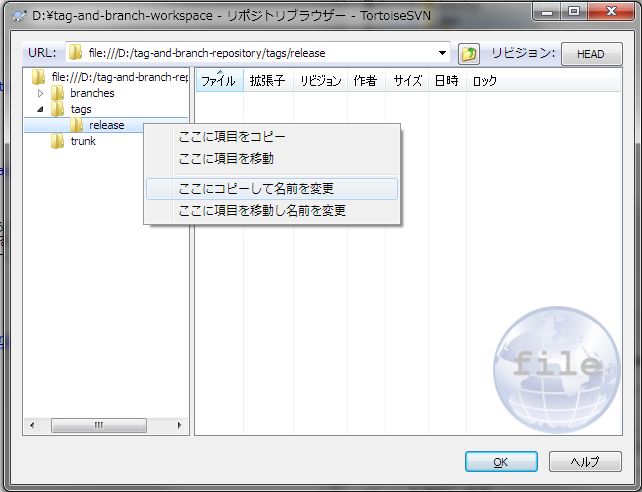 D:¥tag-and-branch-workspace - リポジトリブラウザー - TortoiseSVN
URL: file:///D:/tag-and-branch-repository/tags/release リビジョン: HEAD
file:///D:/tag-and-branch-rep
branches
tags
release
trunk
ファイル 拡張子 リビジョン 作者 サイズ 日時 ロック
ここに項目をコピー
ここに項目を移動
ここにコピーして名前を変更
ここに項目を移動し名前を変更
file
OK ヘルプ